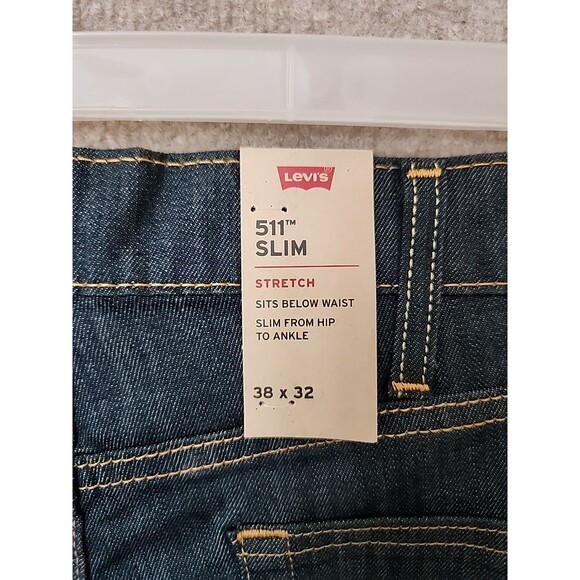 Levi's
511™
SLIM
STRETCH
SITS BELOW WAIST
SLIM FROM HIP
TO ANKLE
38 x 32